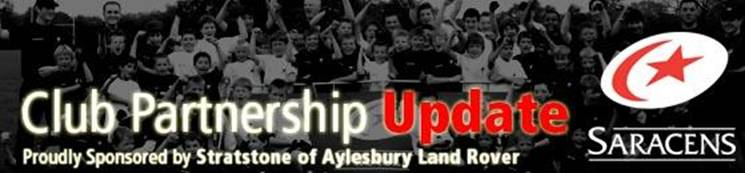 Club Partnership Update
Proudly Sponsored by Stratstone of Aylesbury Land Rover
SARACENS